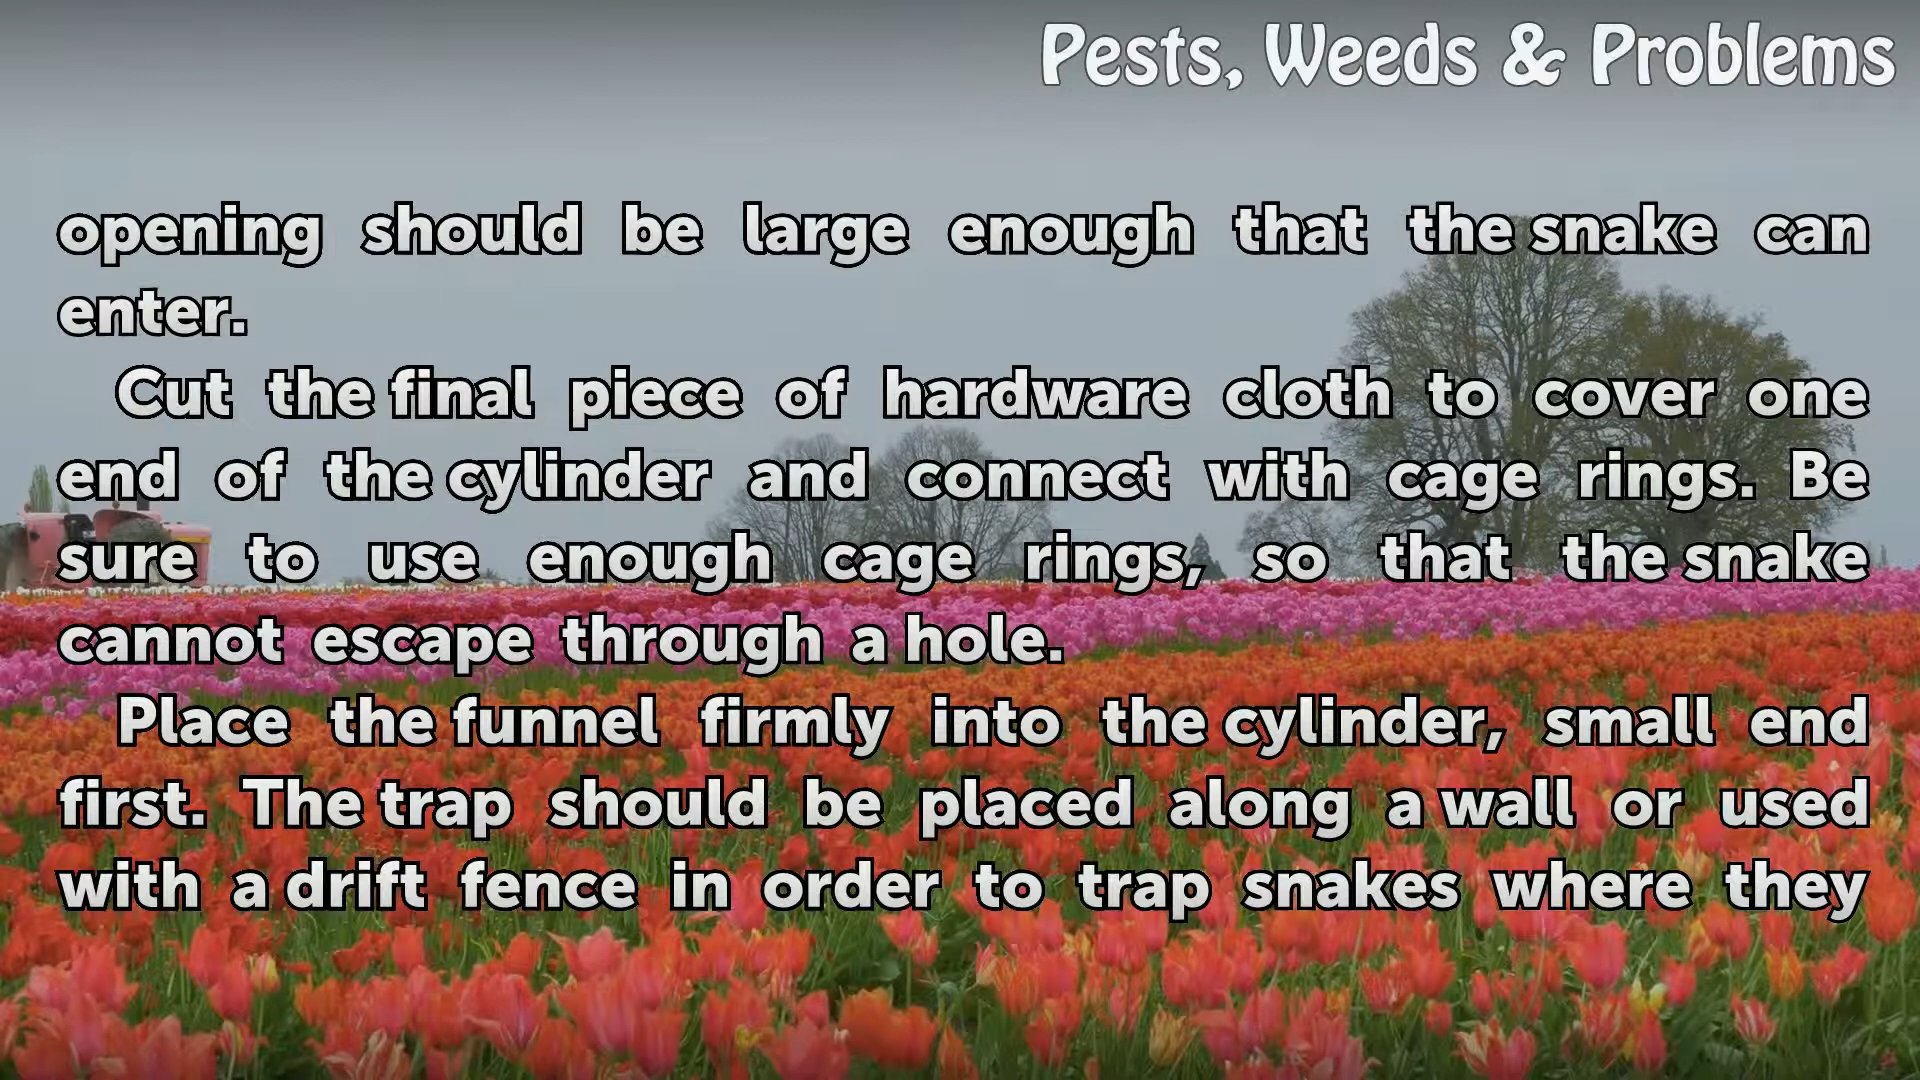 Pests, Weeds & Problems
opening should be large enough that the snake can
enter.
Cut the final piece of hardware cloth to cover one
end of the cylinder and connect with cage rings. Be
sure to use enough cage rings, so that the snake
cannot escape through a hole.
Place the funnel firmly into the cylinder, small end
first. The trap should be placed along a wall or used
with a drift fence in order to trap snakes where they